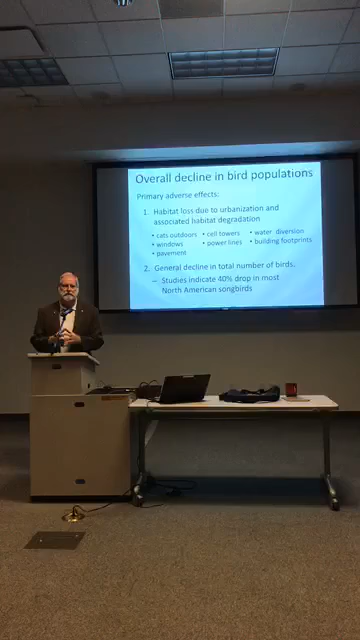 Overall decline in bird populations
Primary adverse effects:
1. Habitat loss due to urbanization and
associated habitat degradation
• cats outdoors • cell towers • water diversion
• windows • power lines • building footprints
• pavement
2. General decline in total number of birds.
– Studies indicate 40% drop in most
North American songbirds